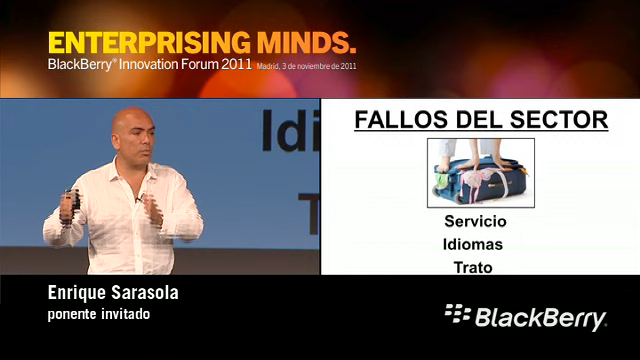 ENTERPRISING MINDS.
BlackBerry® Innovation Forum 2011 Madrid, 3 de noviembre de 2011
Idi
T
FALLOS DEL SECTOR
Servicio
Idiomas
Trato
Enrique Sarasola
ponente invitado
BlackBerry®